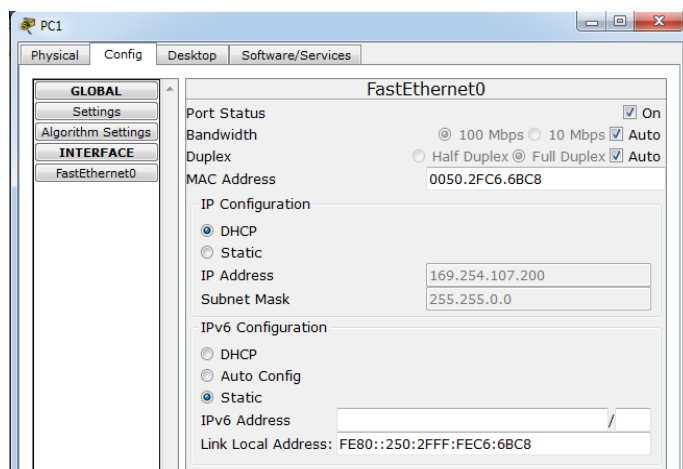 PC1
Physical Config Desktop Software/Services
GLOBAL
Settings
Algorithm Settings
INTERFACE
FastEthernet0
FastEthernet0
Port Status On
Bandwidth 100 Mbps 10 Mbps Auto
Duplex Half Duplex Full Duplex Auto
MAC Address 0050.2FC6.6BC8
IP Configuration
DHCP
Static
IP Address 169.254.107.200
Subnet Mask 255.255.0.0
IPv6 Configuration
DHCP
Auto Config
Static
IPv6 Address /
Link Local Address: FE80::250:2FFF:FEC6:6BC8